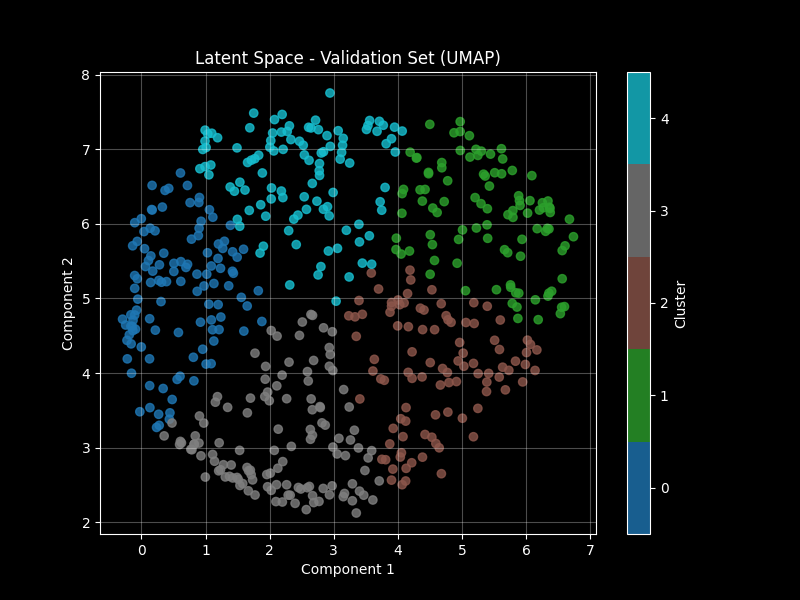 Latent Space - Validation Set (UMAP)
8
7
6
5
4
3
2
Component 2
0 1 2 3 4 5 6 7
Component 1
4
3
2
1
0
Cluster